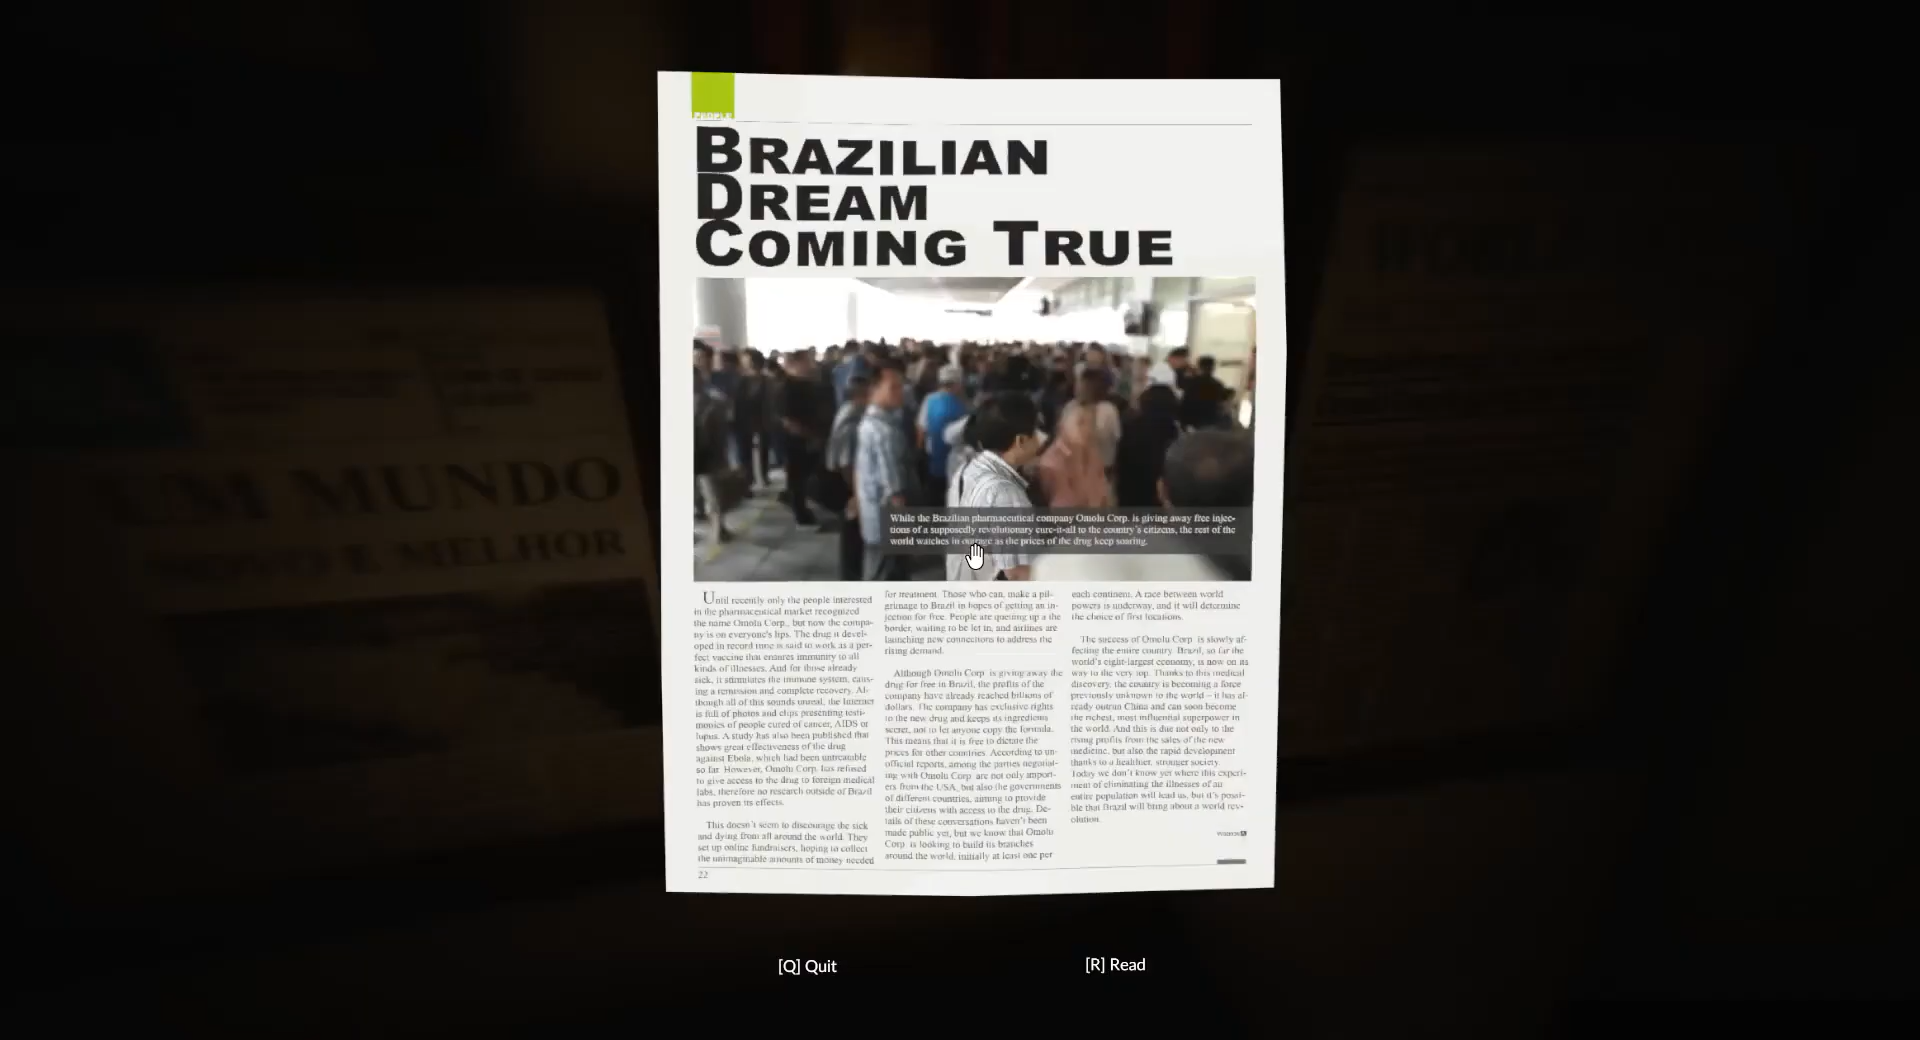 PEOPLE
BRAZILIAN
DREAM
COMING TRUE
While the Brazilian pharmaceutical company Omolu Corp. is giving away free injec-
tions of a supposedly revolutionary cure-it-all to the country's citizens, the rest of the
world watches in outrage as the prices of the drug keep soaring.
Until recently only the people interested
in the pharmaceutical market recognized
the name Omolu Corp., but now the compa-
ny is on everyone's lips. The drug it devel-
oped in record time is said to work as a per-
fect vaccine that ensures immunity to all
kinds of illnesses. And for those already
sick, it stimulates the immune system, caus-
ing a remission and complete recovery. Al-
though all of this sounds unreal, the Internet
is full of photos and clips presenting testi-
monies of people cured of cancer, AIDS or
lupus. A study has also been published that
shows great effectiveness of the drug
against Ebola, which had been untreatable
so far. However, Omolu Corp. has refused
to give access to the drug to foreign medical
labs, therefore no research outside of Brazil
has proven its effects.
This doesn't seem to discourage the sick
and dying from all around the world. They
set up online fundraisers, hoping to collect
the unimaginable amounts of money needed
for treatment. Those who can, make a pil-
grimage to Brazil in hopes of getting an in-
jection for free. People are queuing up a the
border, waiting to be let in, and airlines are
launching new connections to address the
rising demand.
Although Omolu Corp. is giving away the
drug for free in Brazil, the profits of the
company have already reached billions of
dollars. The company has exclusive rights
to the new drug and keeps its ingredients
secret, not to let anyone copy the formula.
This means that it is free to dictate the
prices for other countries. According to un-
official reports, among the parties negotiat-
ing with Omolu Corp. are not only import-
ers from the USA, but also the governments
of different countries, aiming to provide
their citizens with access to the drug. De-
tails of these conversations haven't been
made public yet, but we know that Omolu
Corp. is looking to build its branches
around the world, initially at least one per
each continent. A race between world
powers is underway, and it will determine
the choice of first locations.
The success of Omolu Corp. is slowly af-
fecting the entire country. Brazil, so far the
world's eight-largest economy, is now on its
way to the very top. Thanks to this medical
discovery, the country is becoming a force
previously unknown to the world – it has al-
ready outrun China and can soon become
the richest, most influential superpower in
the world. And this is due not only to the
rising profits from the sales of the new
medicine, but also the rapid development
thanks to a healthier, stronger society.
Today we don't know yet where this experi-
ment of eliminating the illnesses of an
entire population will lead us, but it's possi-
ble that Brazil will bring about a world rev-
olution.
22
UM MUNDO
NOVO E MELHOR
[Q] Quit
[R] Read